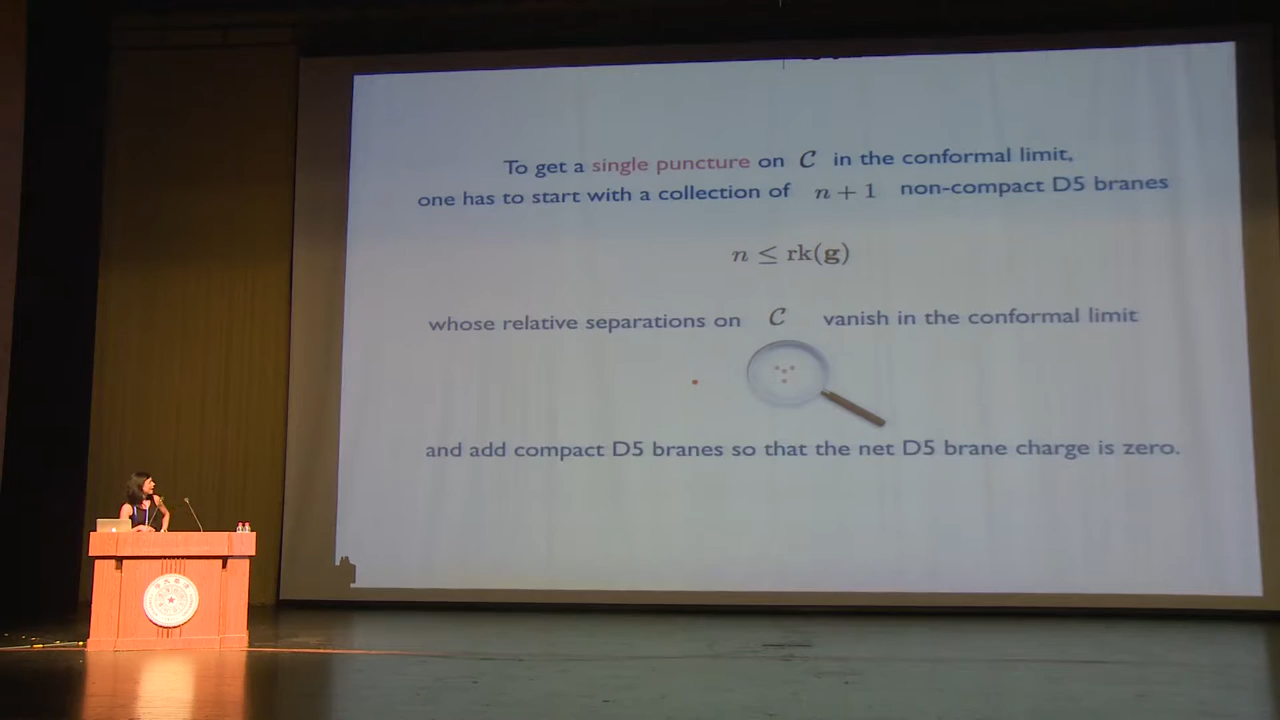 To get a single puncture on 𝒞 in the conformal limit,
one has to start with a collection of n + 1 non-compact D5 branes
n ≤ rk(g)
whose relative separations on 𝒞 vanish in the conformal limit
and add compact D5 branes so that the net D5 brane charge is zero.